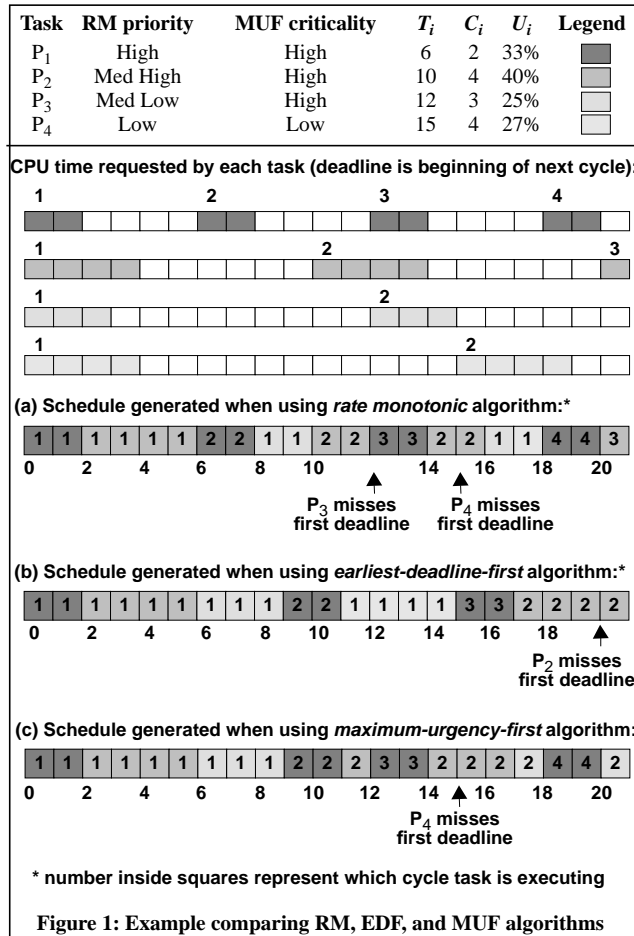 Task RM priority MUF criticality Ti Ci Ui Legend
P1 High High 6 2 33%
P2 Med High High 10 4 40%
P3 Med Low High 12 3 25%
P4 Low Low 15 4 27%
CPU time requested by each task (deadline is beginning of next cycle):
1 2 3 4
1 2 3
1 2
1 2
(a) Schedule generated when using rate monotonic algorithm:*
1 1 1 1 1 1 2 2 1 1 2 2 3 3 2 2 1 1 4 4 3
0 2 4 6 8 10 12 14 16 18 20
P3 misses first deadline
P4 misses first deadline
(b) Schedule generated when using earliest-deadline-first algorithm:*
1 1 1 1 1 1 1 1 1 2 2 1 1 1 1 3 3 2 2 2 2
0 2 4 6 8 10 12 14 16 18 20
P2 misses first deadline
(c) Schedule generated when using maximum-urgency-first algorithm:
1 1 1 1 1 1 1 1 1 2 2 2 3 3 2 2 2 2 4 4 2
0 2 4 6 8 10 12 14 16 18 20
P4 misses first deadline
* number inside squares represent which cycle task is executing
Figure 1: Example comparing RM, EDF, and MUF algorithms